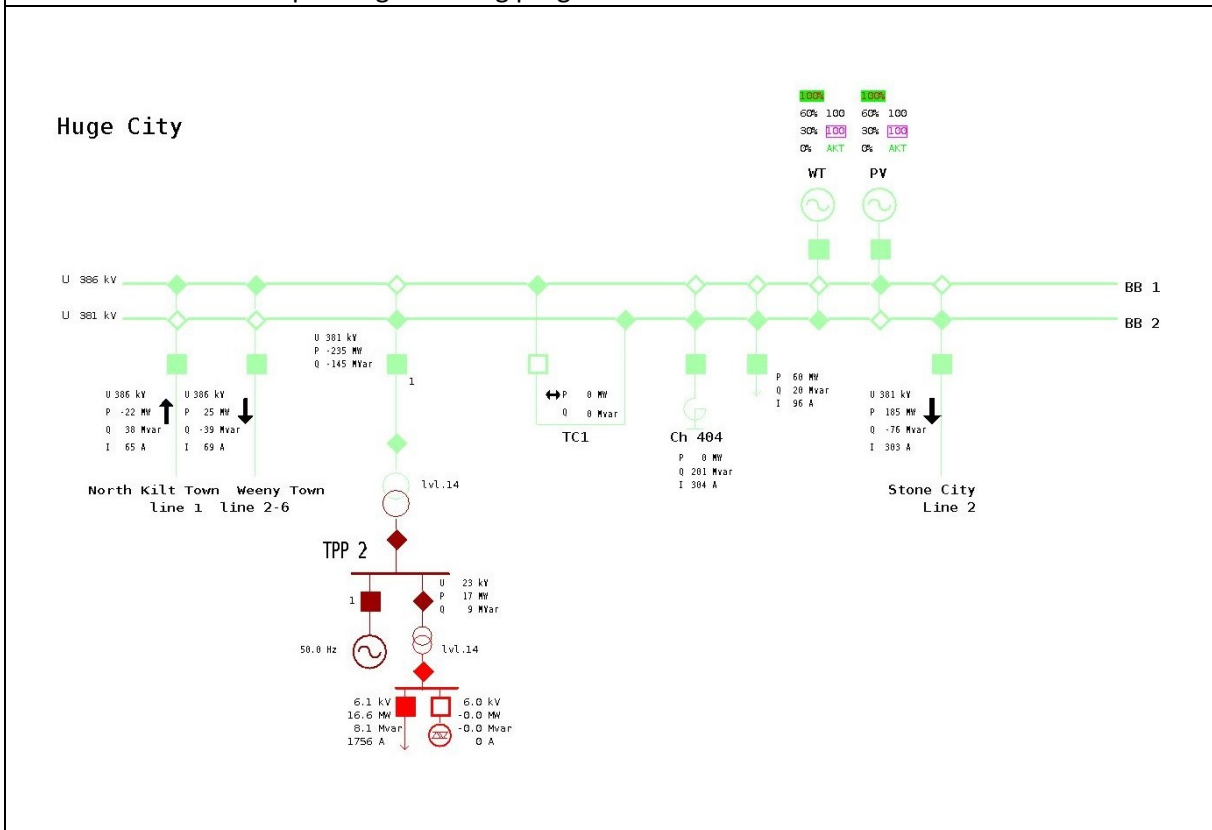 Huge City
100% 100%
60% 100 60% 100
30% 100 30% 100
0% AKT 0% AKT
WT PV
U 386 kV
BB 1
U 381 kV
BB 2
U 381 kV
P -235 MW
Q -145 MVar
1
U 386 kV U 386 kV
P -22 MW P 25 MW
Q 38 Mvar Q -39 Mvar
I 65 A I 69 A
North Kilt Town Weeny Town
line 1 line 2-6
P 0 MW
Q 0 Mvar
TC1
Ch 404
P 0 MW
Q 201 Mvar
I 304 A
P 60 MW
Q 20 Mvar
I 96 A
U 381 kV
P 185 MW
Q -76 Mvar
I 303 A
Stone City
Line 2
lvl.14
TPP 2
U 23 kV
P 17 MW
Q 9 MVar
1
50.0 Hz
lvl.14
6.1 kV 6.0 kV
16.6 MW -0.0 MW
8.1 Mvar -0.0 Mvar
1756 A 0 A